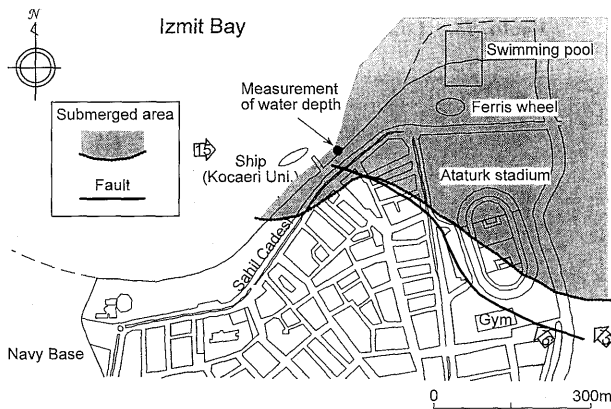 N
Izmit Bay
Swimming pool
Measurement
of water depth
Ferris wheel
Submerged area
15
Ship
(Kocaeri Uni.)
Ataturk stadium
Fault
Sahil Cadesi
Gym
Navy Base
0
300m